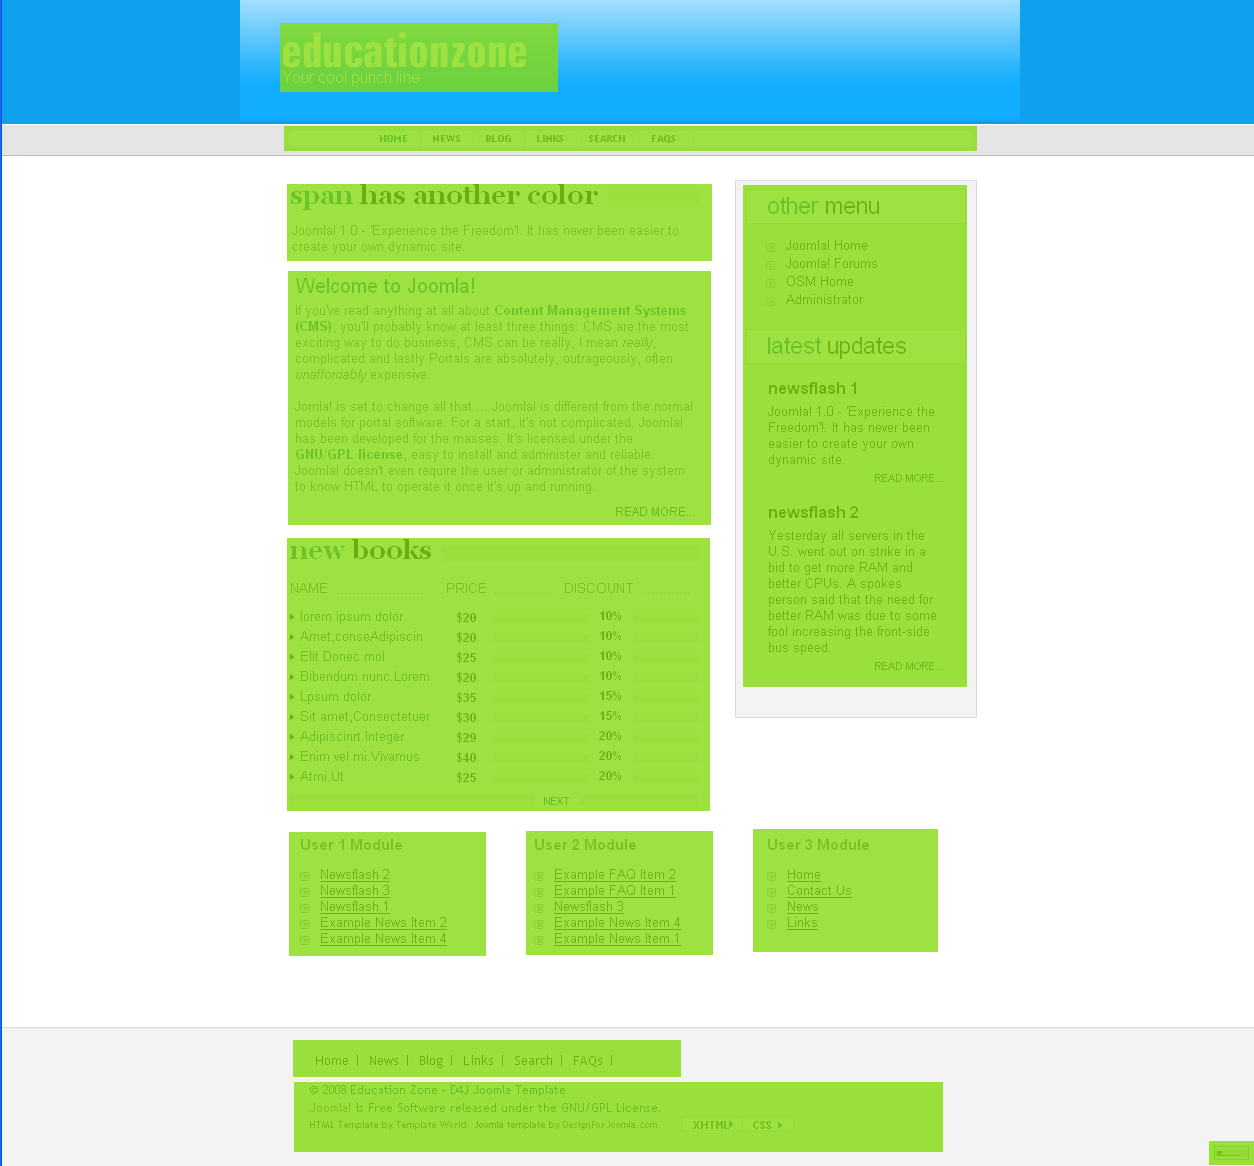 educationzone
Your cool punch line
HOME NEWS BLOG LINKS SEARCH FAQS
span has another color
Joomla! 1.0 - 'Experience the Freedom'!. It has never been easier to
create your own dynamic site.
Welcome to Joomla!
If you've read anything at all about Content Management Systems
(CMS), you'll probably know at least three things: CMS are the most
exciting way to do business, CMS can be really, I mean really,
complicated and lastly Portals are absolutely, outrageously, often
unaffordably expensive.
Jomla! is set to change all that ... Joomla! is different from the normal
models for portal software. For a start, it's not complicated. Joomla!
has been developed for the masses. It's licensed under the
GNU/GPL license, easy to install and administer and reliable.
Joomla! doesn't even require the user or administrator of the system
to know HTML to operate it once it's up and running.
READ MORE...
new books
NAME PRICE DISCOUNT
lorem ipsum dolor $20 10%
Amet,conseAdipiscin $20 10%
Elit Donec mol $25 10%
Bibendum nunc.Lorem $20 10%
Lpsum dolor $35 15%
Sit amet,Consectetuer $30 15%
Adipiscinrt.Integer $29 20%
Enim vel mi.Vivamus $40 20%
Atmi.Ut $25 20%
NEXT
other menu
Joomla! Home
Joomla! Forums
OSM Home
Administrator
latest updates
newsflash 1
Joomla! 1.0 - 'Experience the
Freedom'!. It has never been
easier to create your own
dynamic site.
READ MORE...
newsflash 2
Yesterday all servers in the
U.S. went out on strike in a
bid to get more RAM and
better CPUs. A spokes
person said that the need for
better RAM was due to some
fool increasing the front-side
bus speed.
READ MORE...
User 1 Module
Newsflash 2
Newsflash 3
Newsflash 1
Example News Item 2
Example News Item 4
User 2 Module
Example FAQ Item 2
Example FAQ Item 1
Newsflash 3
Example News Item 4
Example News Item 1
User 3 Module
Home
Contact Us
News
Links
Home | News | Blog | Links | Search | FAQs |
© 2008 Education Zone - D4J Joomla Template
Joomla! is Free Software released under the GNU/GPL License.
HTML Template by Template World. Joomla template by DesignForJoomla.com. XHTML CSS